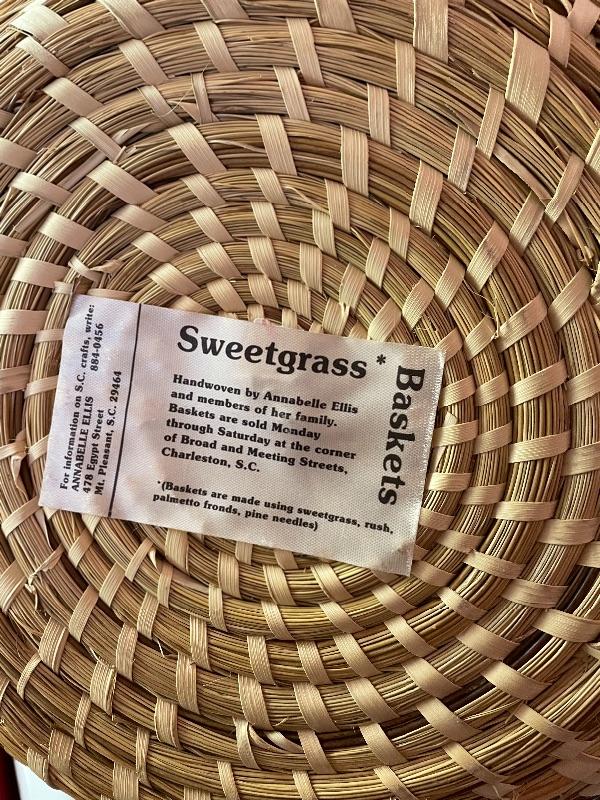 For information on S.C. crafts, write:
ANNABELLE ELLIS 884-0456
478 Egypt Street
Mt. Pleasant, S.C. 29464
Sweetgrass *
Baskets
Handwoven by Annabelle Ellis
and members of her family.
Baskets are sold Monday
through Saturday at the corner
of Broad and Meeting Streets,
Charleston, S.C.
*(Baskets are made using sweetgrass, rush,
palmetto fronds, pine needles)